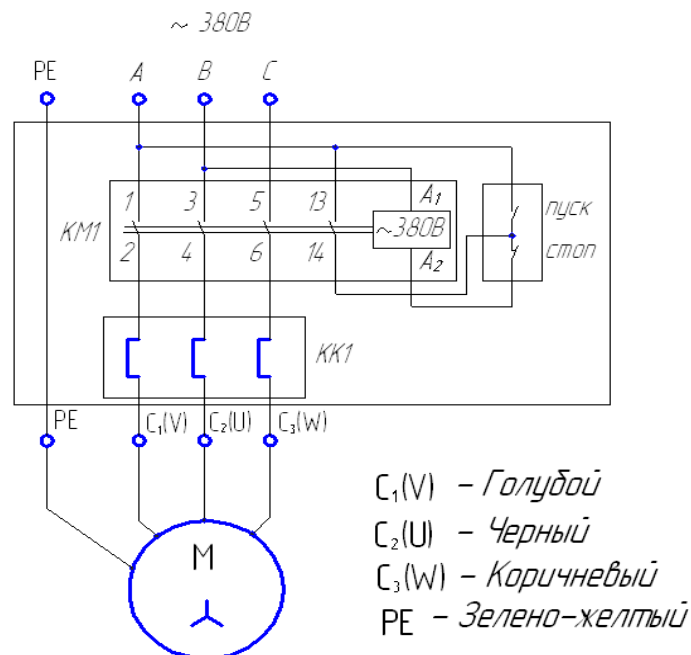 ~ 380В
PE A B C
1 3 5 13 A₁
KM1 ~380В
2 4 6 14 A₂
пуск
стоп
KK1
PE C₁(V) C₂(U) C₃(W)
M
C₁(V) - Голубой
C₂(U) - Черный
C₃(W) - Коричневый
PE - Зелено-желтый